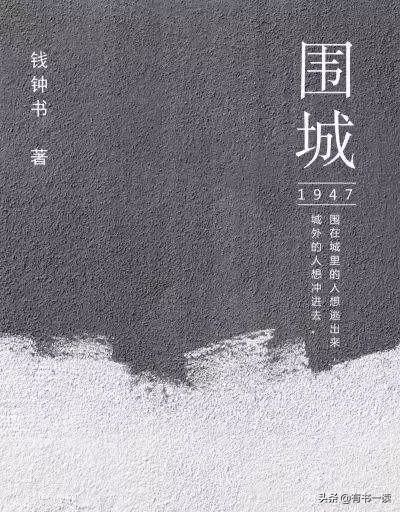 围城
1947
围在城里的人想逃出来
城外的人想冲进去。
钱钟书 著
头条@有书一读